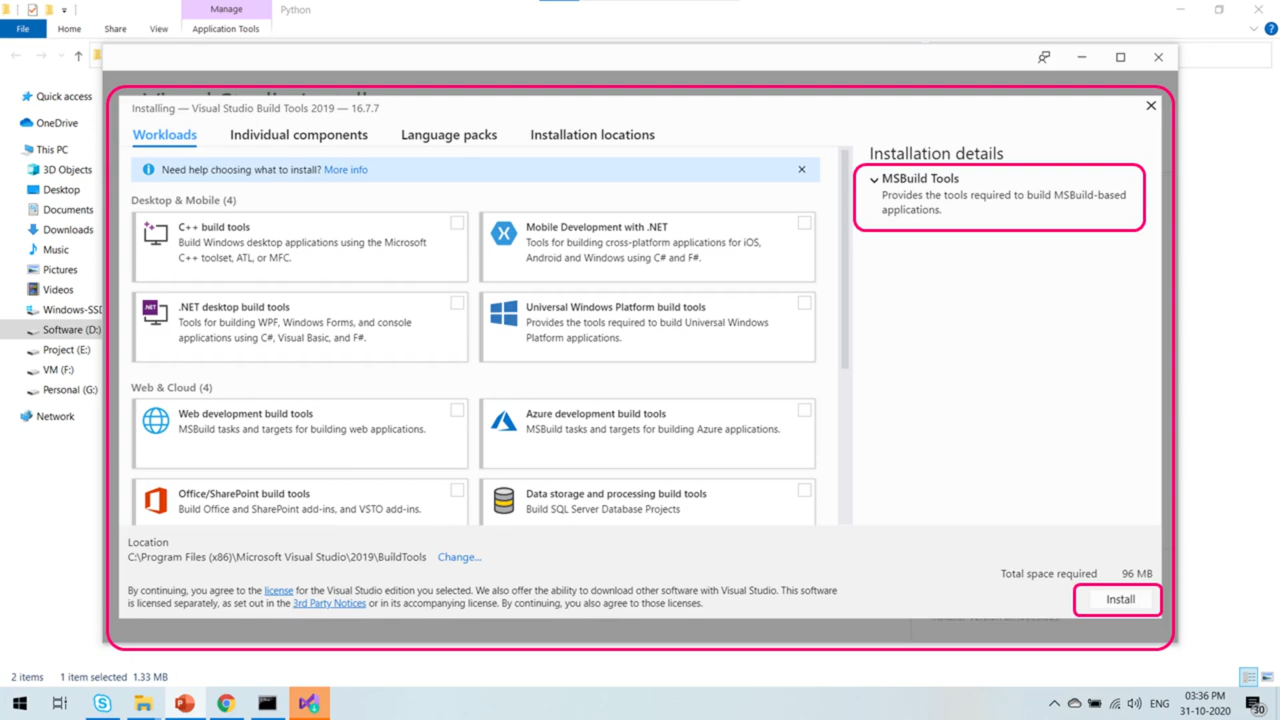 Manage
Python
File
Home
Share
View
Application Tools
Quick access
OneDrive
This PC
3D Objects
Desktop
Documents
Downloads
Music
Pictures
Videos
Windows-SSD
Software (D:)
Project (E:)
VM (F:)
Personal (G:)
Network
Installing — Visual Studio Build Tools 2019 — 16.7.7
Workloads
Individual components
Language packs
Installation locations
Need help choosing what to install? More info
Desktop & Mobile (4)
C++ build tools
Build Windows desktop applications using the Microsoft
C++ toolset, ATL, or MFC.
Mobile Development with .NET
Tools for building cross-platform applications for iOS,
Android and Windows using C# and F#.
.NET desktop build tools
Tools for building WPF, Windows Forms, and console
applications using C#, Visual Basic, and F#.
Universal Windows Platform build tools
Provides the tools required to build Universal Windows
Platform applications.
Web & Cloud (4)
Web development build tools
MSBuild tasks and targets for building web applications.
Azure development build tools
MSBuild tasks and targets for building Azure applications.
Office/SharePoint build tools
Build Office and SharePoint add-ins, and VSTO add-ins.
Data storage and processing build tools
Build SQL Server Database Projects
Installation details
MSBuild Tools
Provides the tools required to build MSBuild-based
applications.
Location
C:\Program Files (x86)\Microsoft Visual Studio\2019\BuildTools Change...
Total space required 96 MB
By continuing, you agree to the license for the Visual Studio edition you selected. We also offer the ability to download other software with Visual Studio. This software
is licensed separately, as set out in the 3rd Party Notices or in its accompanying license. By continuing, you also agree to those licenses.
Install
2 items 1 item selected 1.33 MB
ENG
03:36 PM
31-10-2020
30